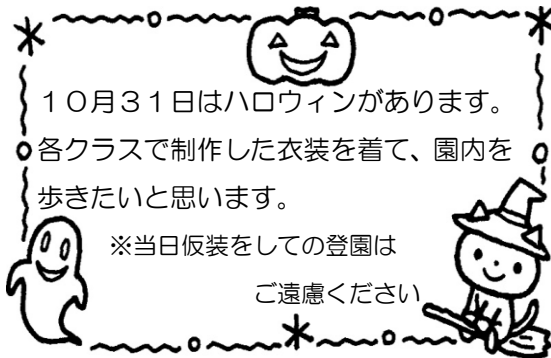 １０月３１日はハロウィンがあります。
各クラスで制作した衣装を着て、園内を
歩きたいと思います。
※当日仮装をしての登園は
ご遠慮ください